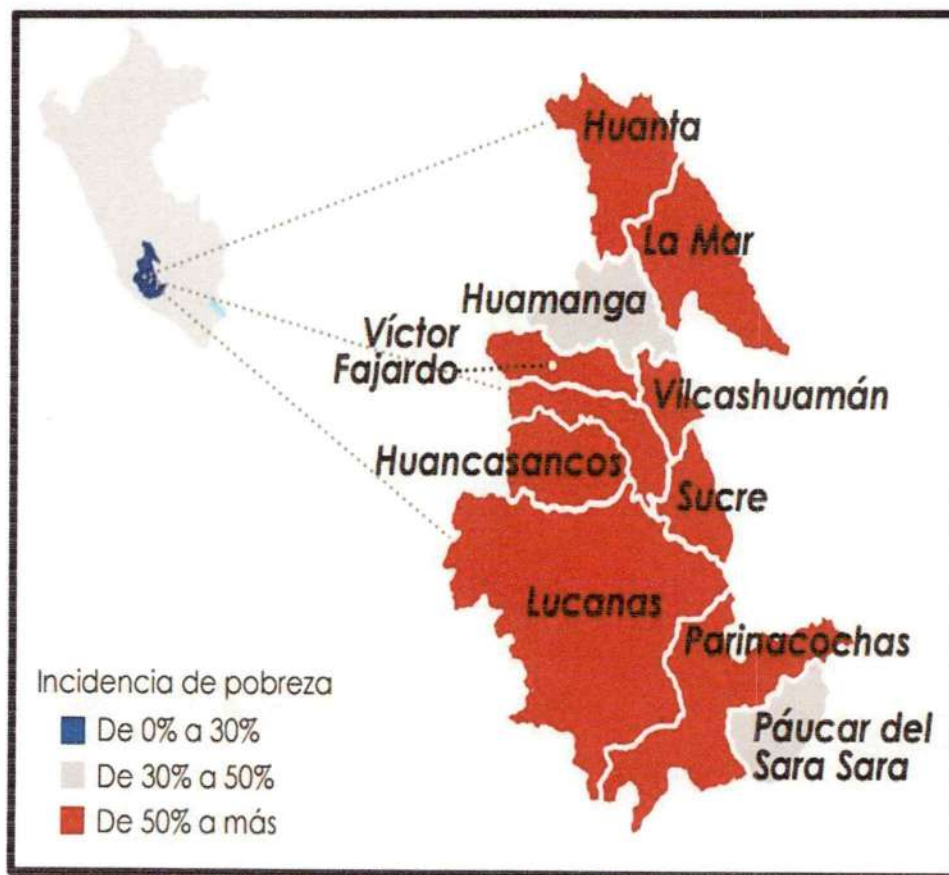 Huanta
La Mar
Huamanga
Víctor
Fajardo
Vilcashuamán
Huancasancos
Sucre
Lucanas
Parinacochas
Páucar del
Sara Sara
Incidencia de pobreza
De 0% a 30%
De 30% a 50%
De 50% a más